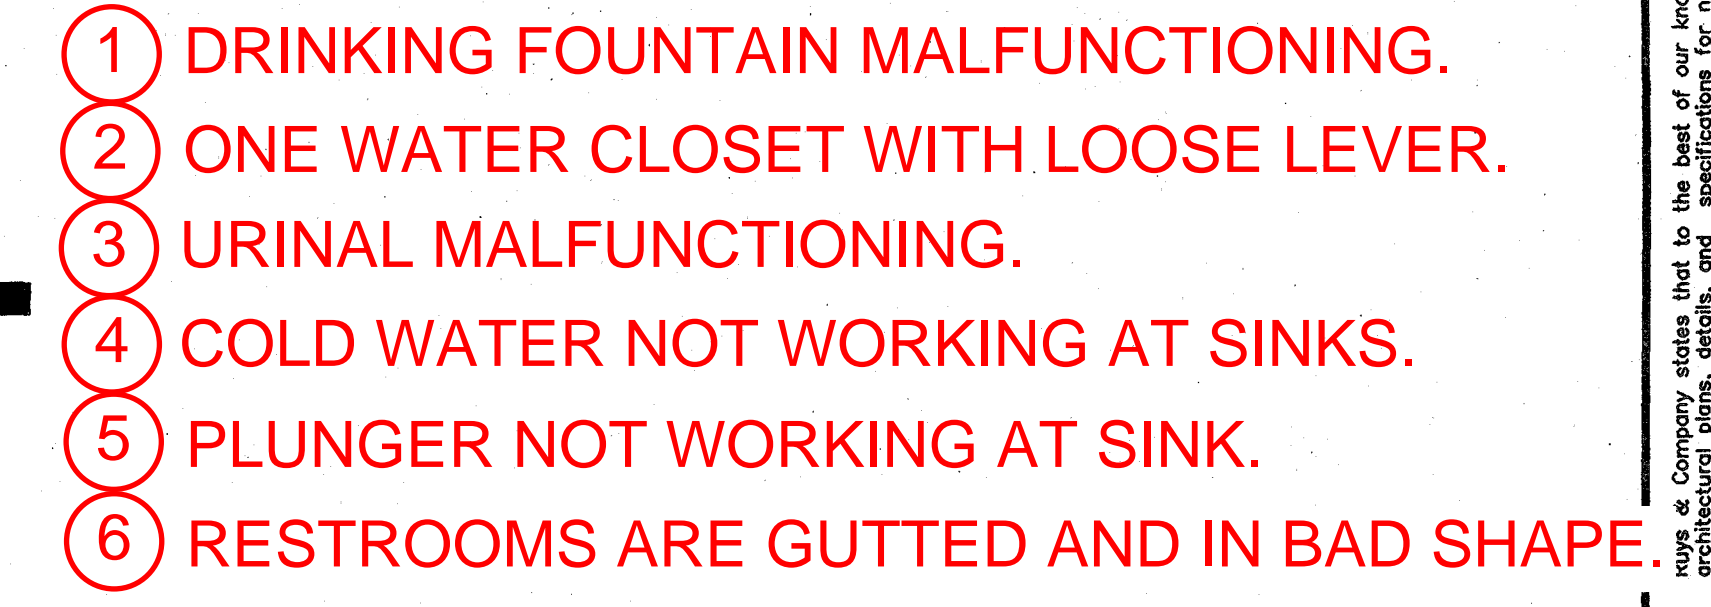 1 DRINKING FOUNTAIN MALFUNCTIONING.
2 ONE WATER CLOSET WITH LOOSE LEVER.
3 URINAL MALFUNCTIONING.
4 COLD WATER NOT WORKING AT SINKS.
5 PLUNGER NOT WORKING AT SINK.
6 RESTROOMS ARE GUTTED AND IN BAD SHAPE.
& Company states that to the best of our
architectural plans, details, and specifications for